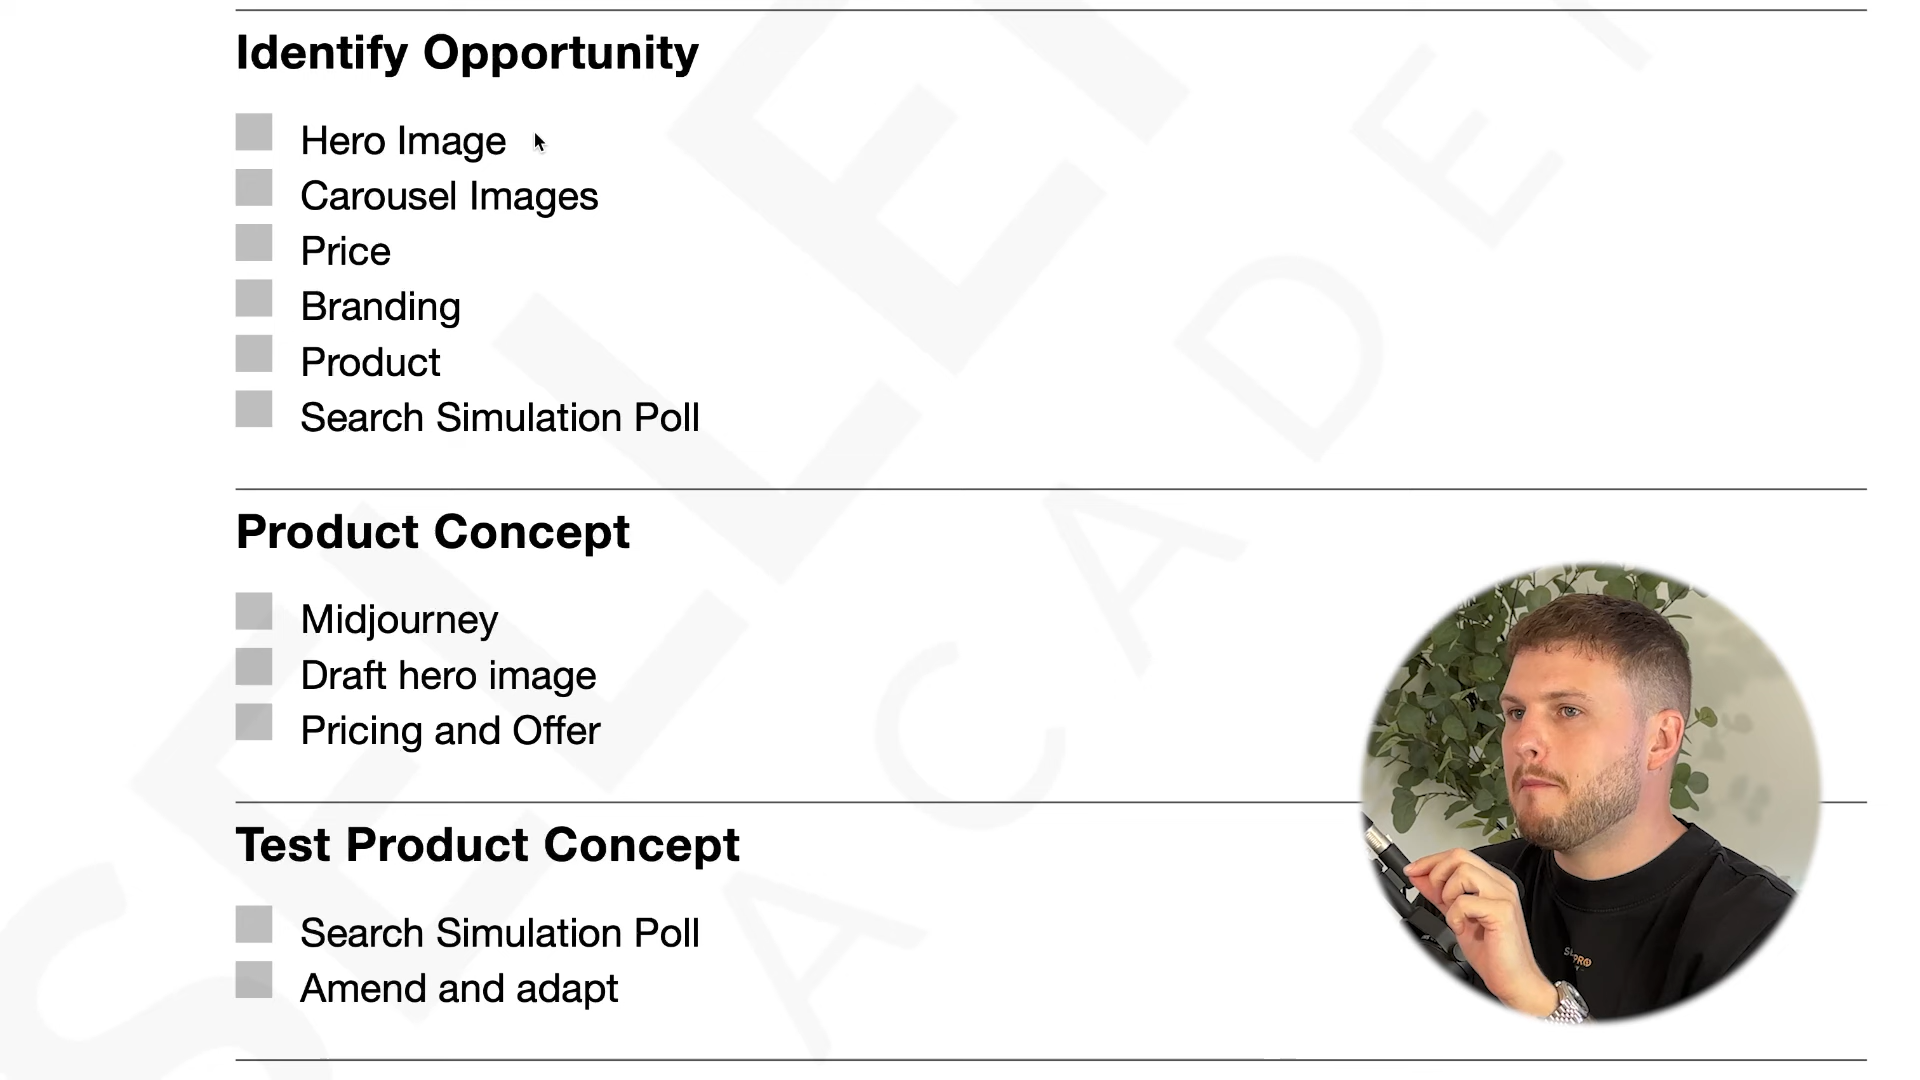 Identify Opportunity
Hero Image
Carousel Images
Price
Branding
Product
Search Simulation Poll
Product Concept
Midjourney
Draft hero image
Pricing and Offer
Test Product Concept
Search Simulation Poll
Amend and adapt